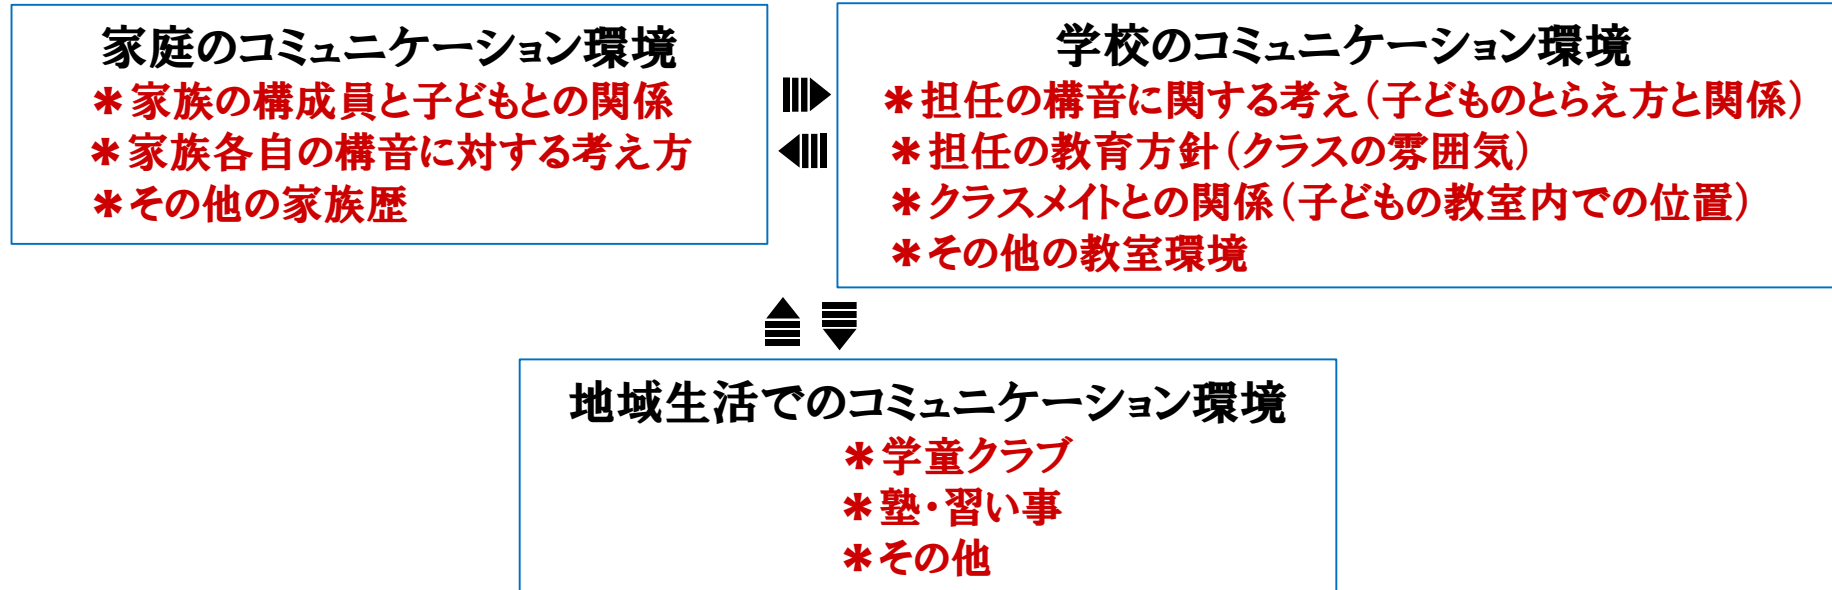 家庭のコミュニケーション環境
＊家族の構成員と子どもとの関係
＊家族各自の構音に対する考え方
＊その他の家族歴
学校のコミュニケーション環境
＊担任の構音に関する考え(子どものとらえ方と関係)
＊担任の教育方針(クラスの雰囲気)
＊クラスメイトとの関係(子どもの教室内での位置)
＊その他の教室環境
地域生活でのコミュニケーション環境
＊学童クラブ
＊塾・習い事
＊その他